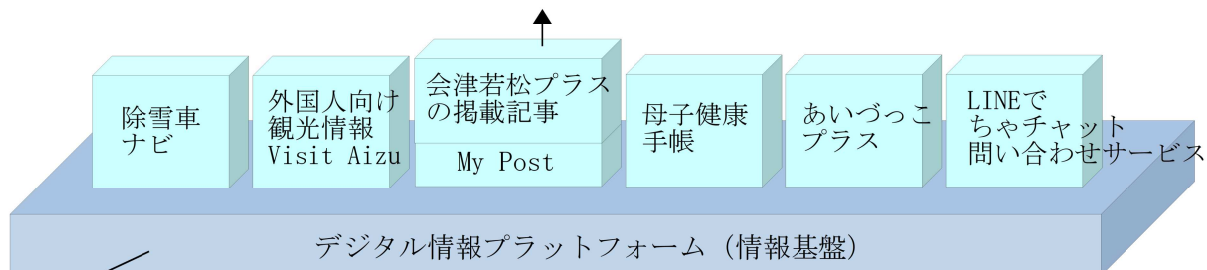 除雪車
ナビ
外国人向け
観光情報
Visit Aizu
会津若松プラス
の掲載記事
My Post
母子健康
手帳
あいづっこ
プラス
LINEで
ちゃチャット
問い合わせサービス
デジタル情報プラットフォーム（情報基盤）